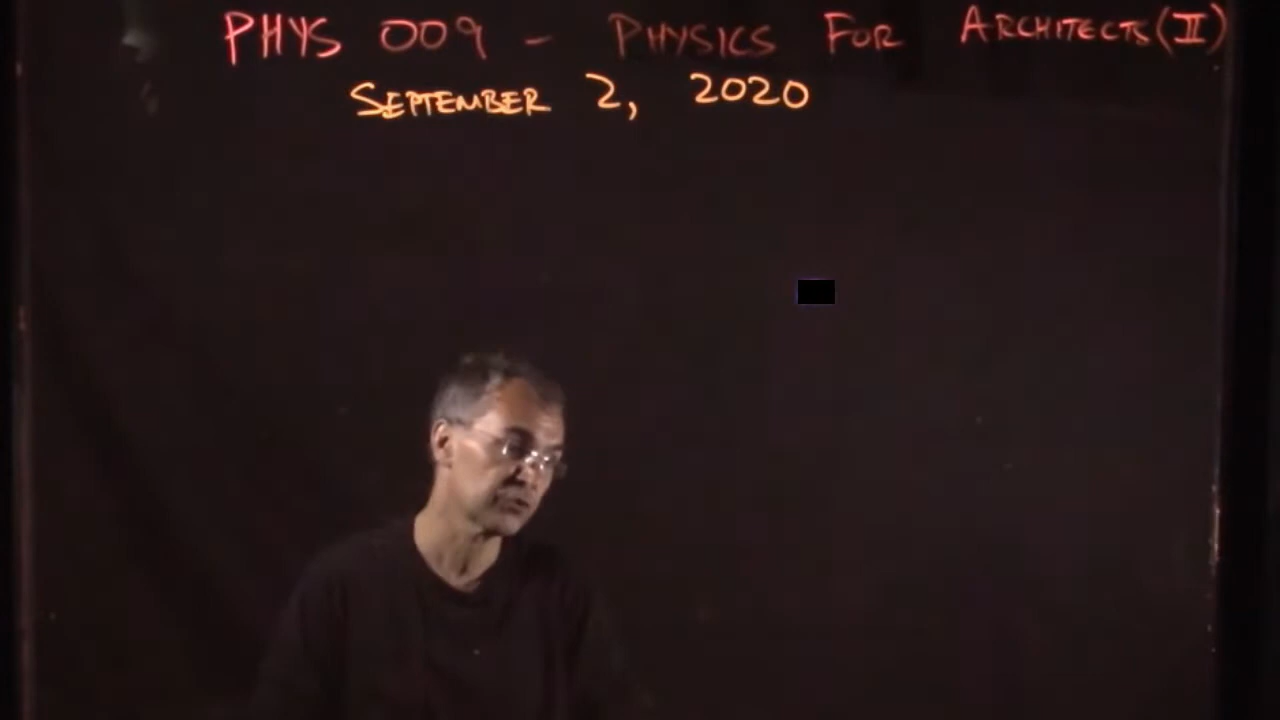 PHYS 009 - PHYSICS FOR ARCHITECTS (II)
SEPTEMBER 2, 2020